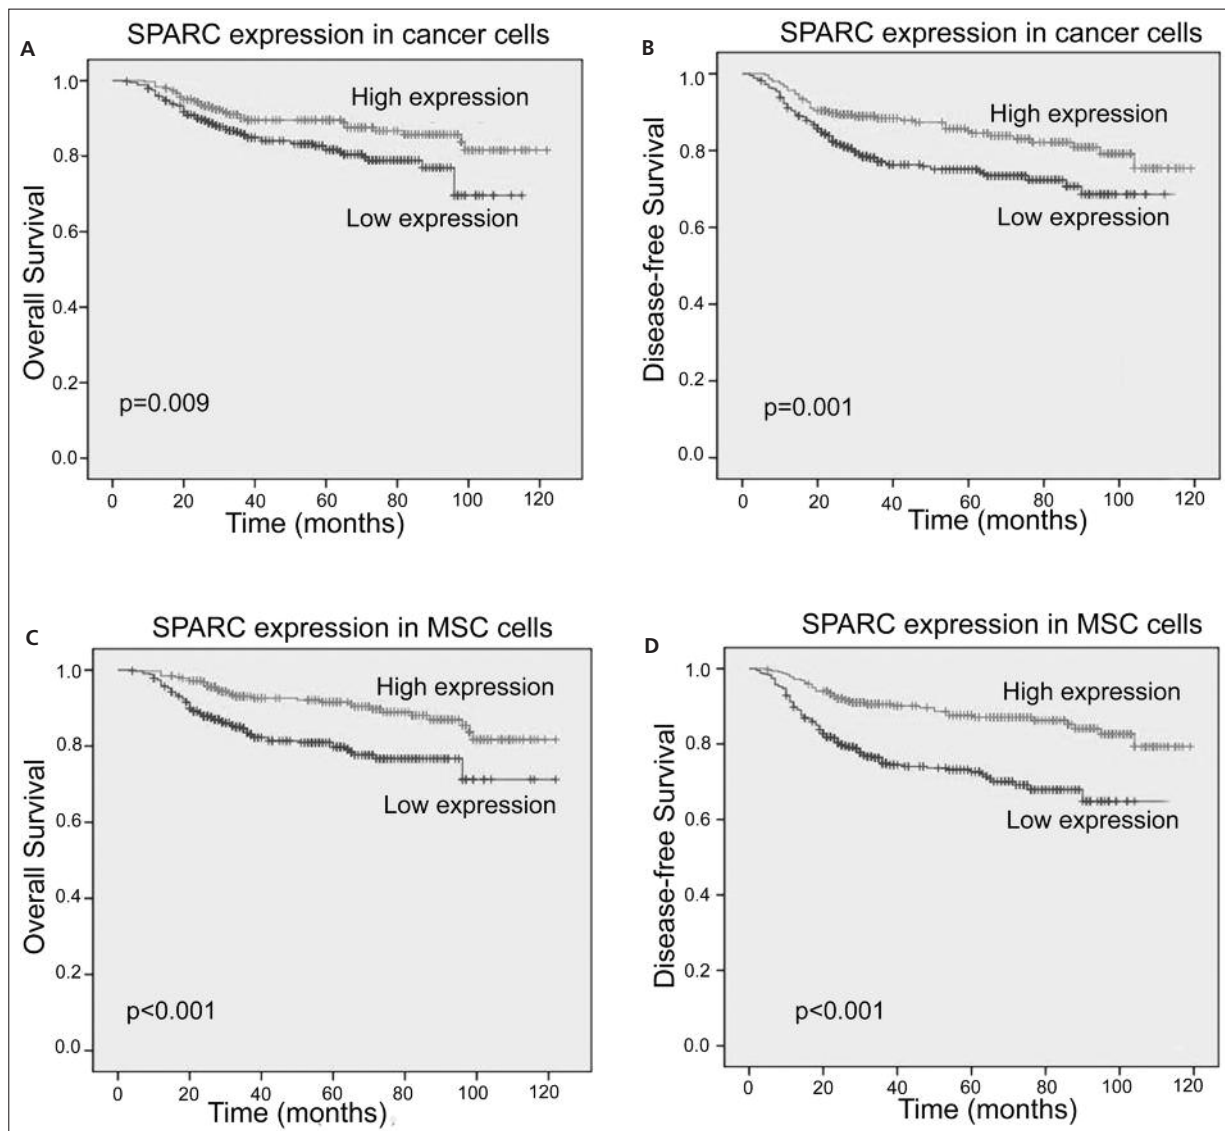 A
SPARC expression in cancer cells
1.0
0.8
0.6
0.4
0.2
0.0
Overall Survival
High expression
Low expression
p=0.009
0 20 40 60 80 100 120
Time (months)
B
SPARC expression in cancer cells
1.0
0.8
0.6
0.4
0.2
0.0
Disease-free Survival
High expression
Low expression
p=0.001
0 20 40 60 80 100 120
Time (months)
C
SPARC expression in MSC cells
1.0
0.8
0.6
0.4
0.2
0.0
Overall Survival
High expression
Low expression
p<0.001
0 20 40 60 80 100 120
Time (months)
D
SPARC expression in MSC cells
1.0
0.8
0.6
0.4
0.2
0.0
Disease-free Survival
High expression
Low expression
p<0.001
0 20 40 60 80 100 120
Time (months)